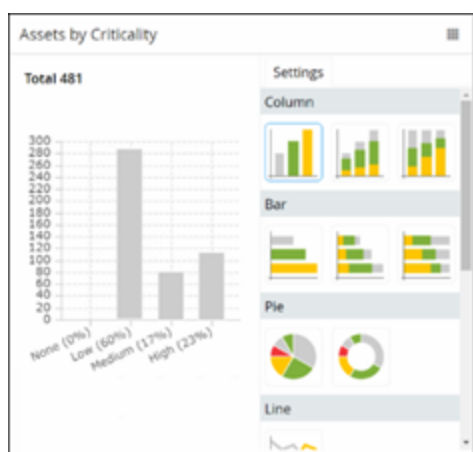 Assets by Criticality
Total 481
300
280
260
240
220
200
180
160
140
120
100
80
60
40
20
0
None (0%)
Low (60%)
Medium (17%)
High (23%)
Settings
Column
Bar
Pie
Line